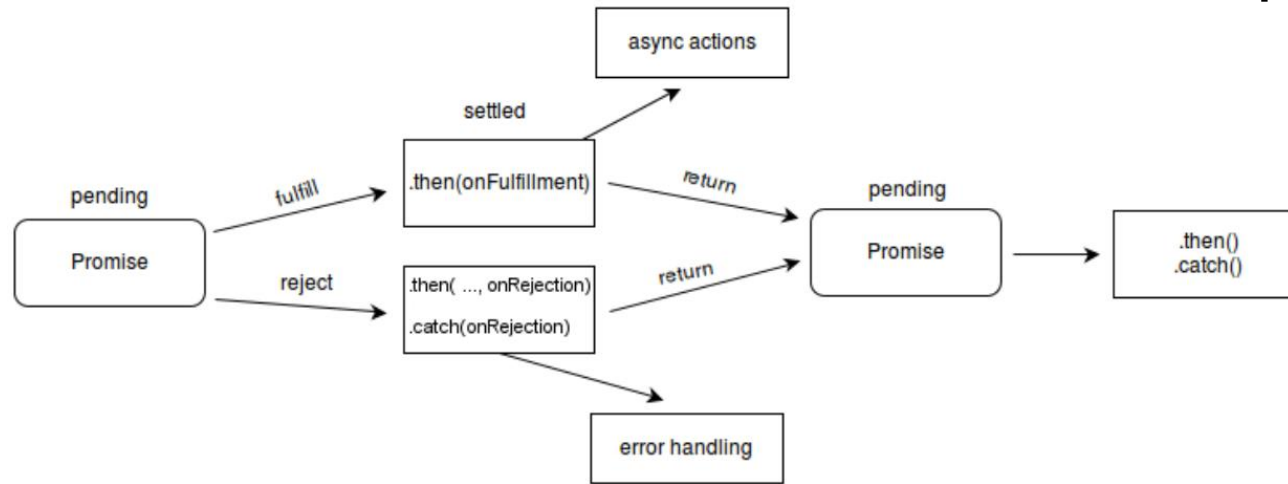 async actions
settled
.then(onFulfillment)
pending
fulfill
return
pending
Promise
Promise
.then()
.catch()
reject
.then( ..., onRejection)
.catch(onRejection)
return
error handling